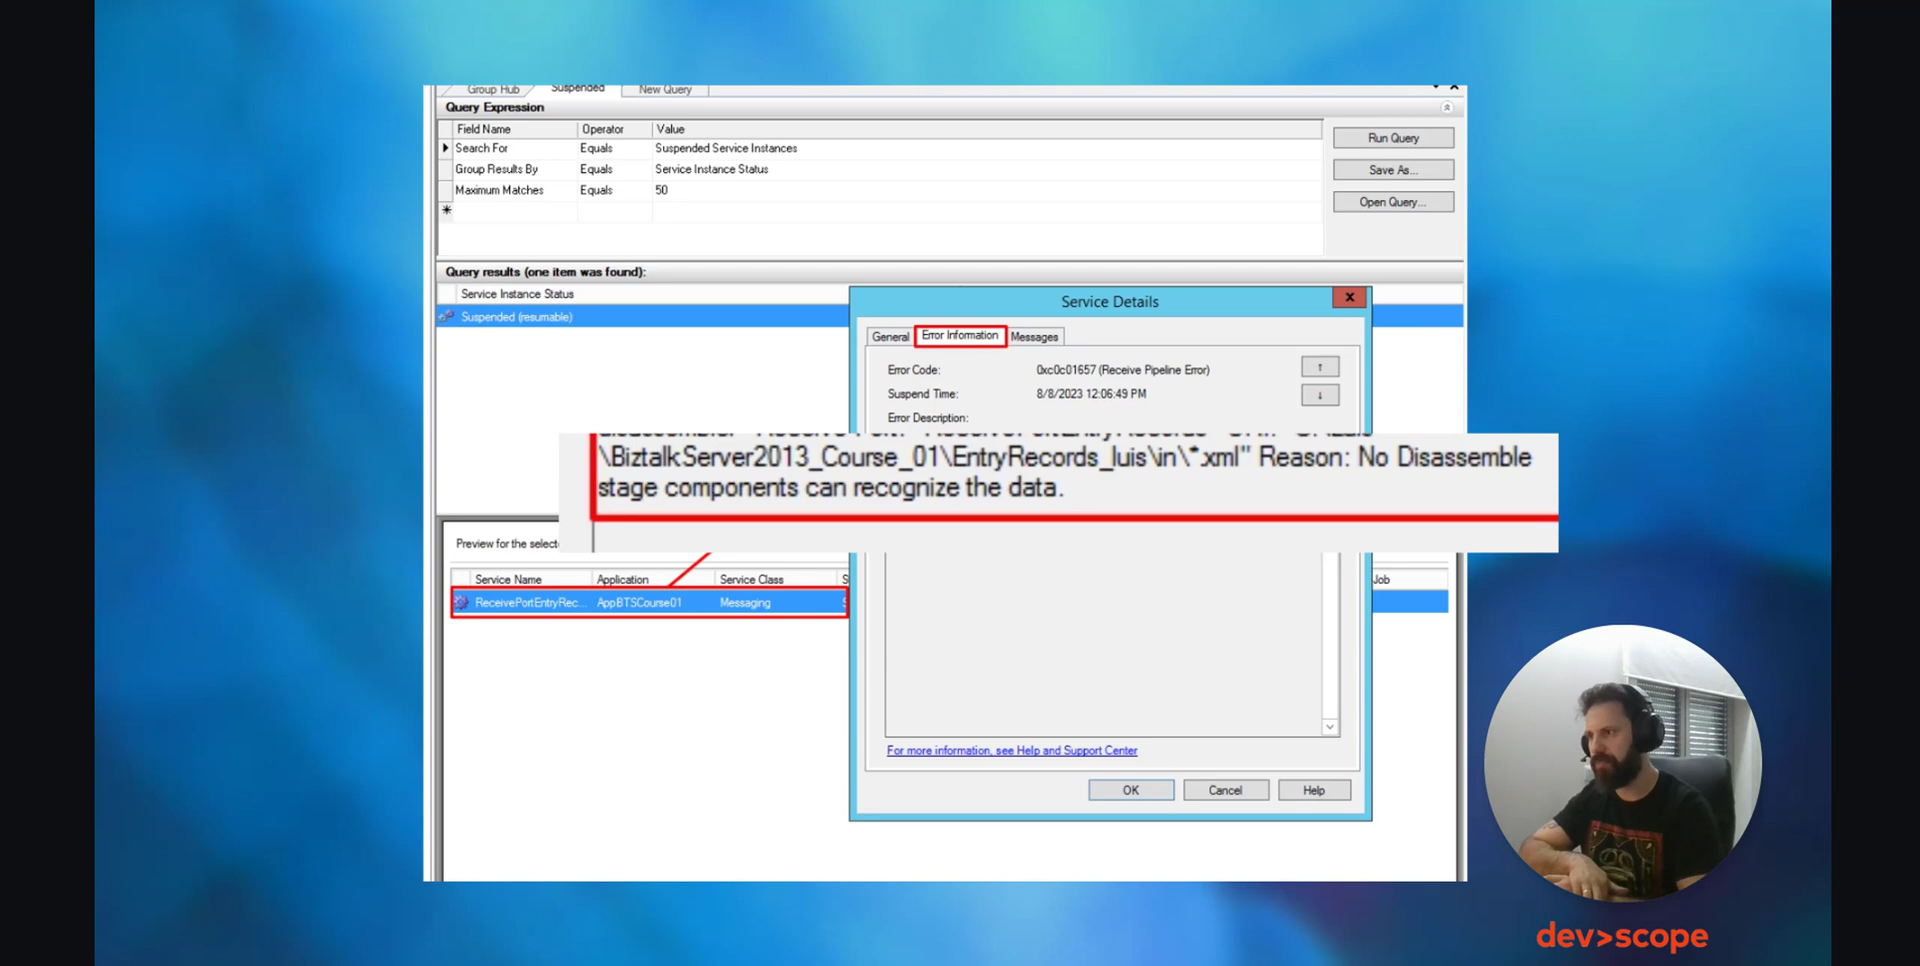 Group Hub Suspended New Query
Query Expression
Field Name Operator Value
Search For Equals Suspended Service Instances
Group Results By Equals Service Instance Status
Maximum Matches Equals 50
Run Query
Save As...
Open Query...
Query results (one item was found):
Service Instance Status
Suspended (resumable)
Service Details
General Error Information Messages
Error Code: 0xc0c01657 (Receive Pipeline Error)
Suspend Time: 8/8/2023 12:06:49 PM
Error Description:
\BiztalkServer2013_Course_01\EntryRecords_luis\in\*.xml" Reason: No Disassemble
stage components can recognize the data.
Preview for the select
Service Name Application Service Class S Job
ReceivePortEntryRec... AppBTSCourse01 Messaging S
For more information, see Help and Support Center
OK Cancel Help
dev>scope